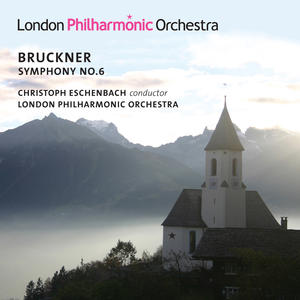 London Philharmonic Orchestra
BRUCKNER
SYMPHONY NO.6
CHRISTOPH ESCHENBACH conductor
LONDON PHILHARMONIC ORCHESTRA